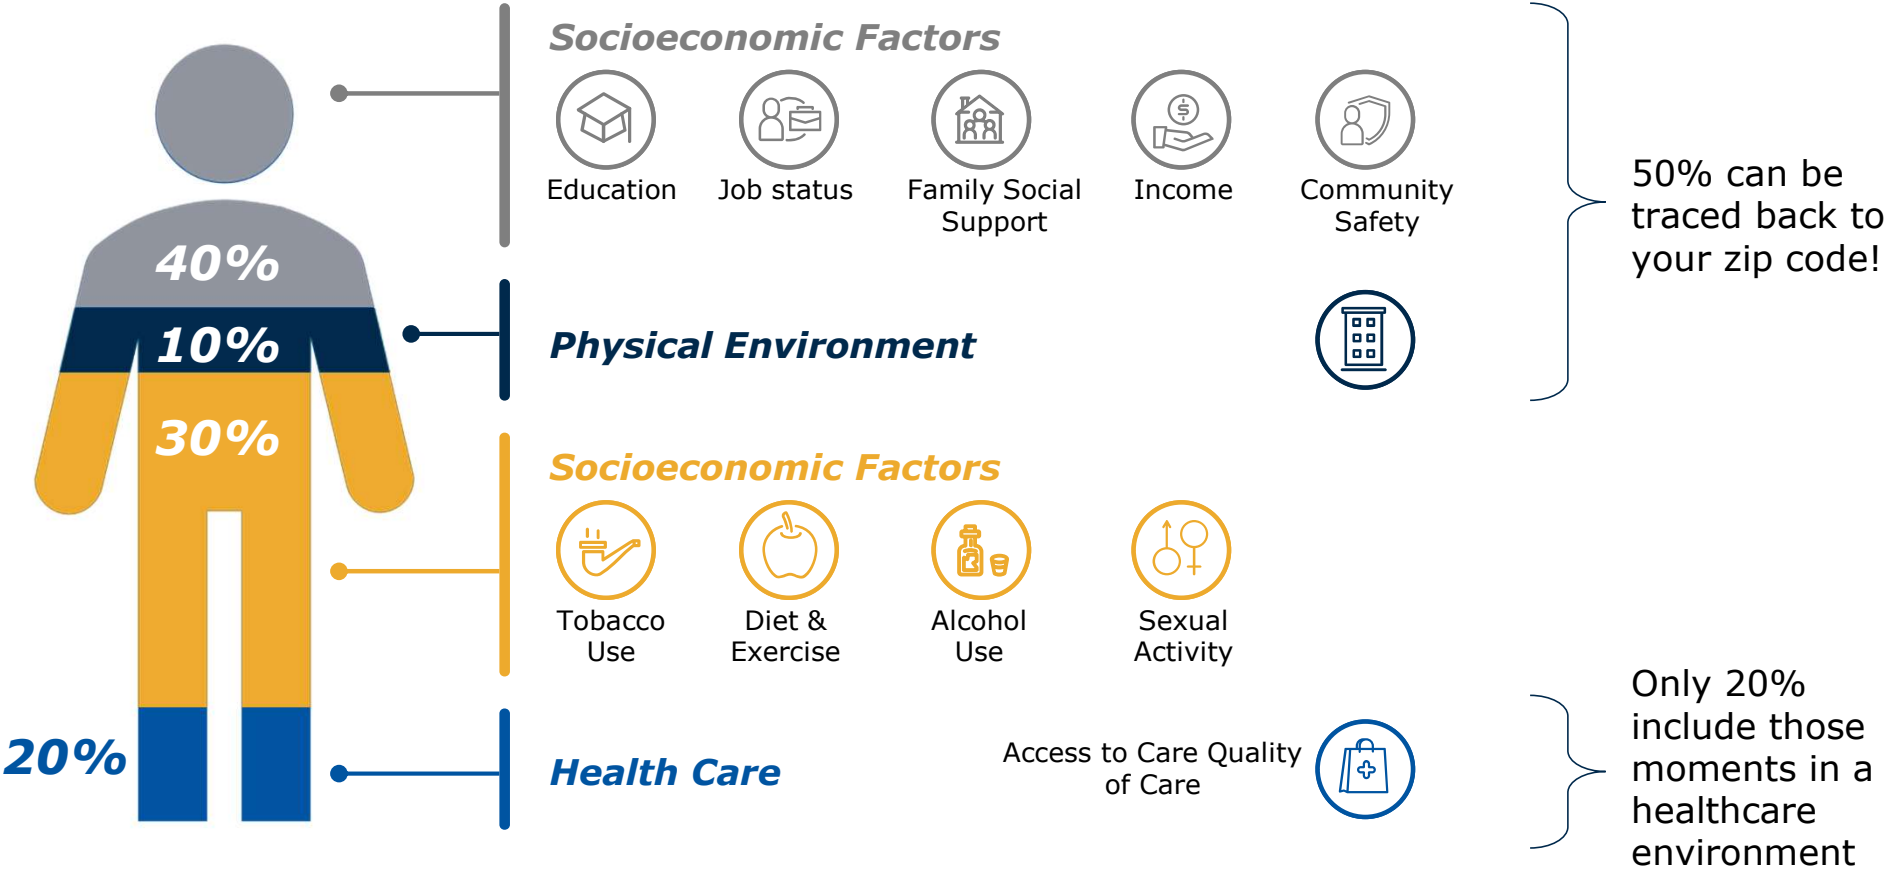 Socioeconomic Factors
Education
Job status
Family Social
Support
Income
Community
Safety
50% can be
traced back to
your zip code!
40%
10%
Physical Environment
30%
Socioeconomic Factors
Tobacco
Use
Diet &
Exercise
Alcohol
Use
Sexual
Activity
20%
Health Care
Access to Care Quality
of Care
Only 20%
include those
moments in a
healthcare
environment